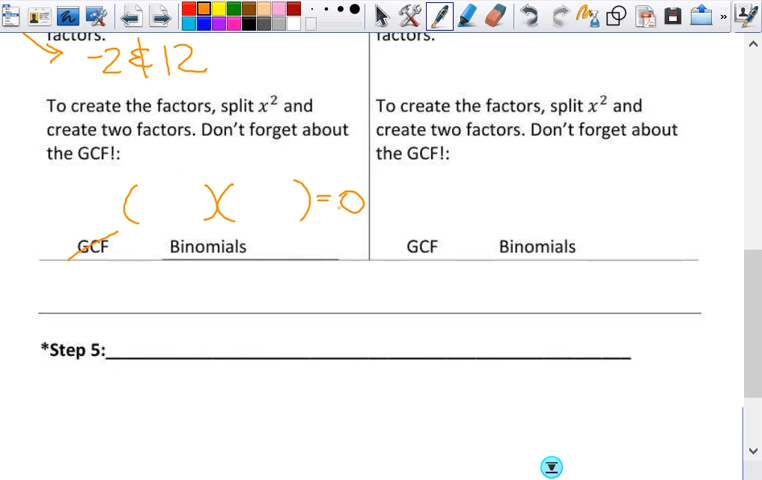 factors.
-2 & 12
To create the factors, split x² and
create two factors. Don't forget about
the GCF!:
(    )(    )=0
GCF Binomials
factors.
To create the factors, split x² and
create two factors. Don't forget about
the GCF!:
GCF Binomials
*Step 5: